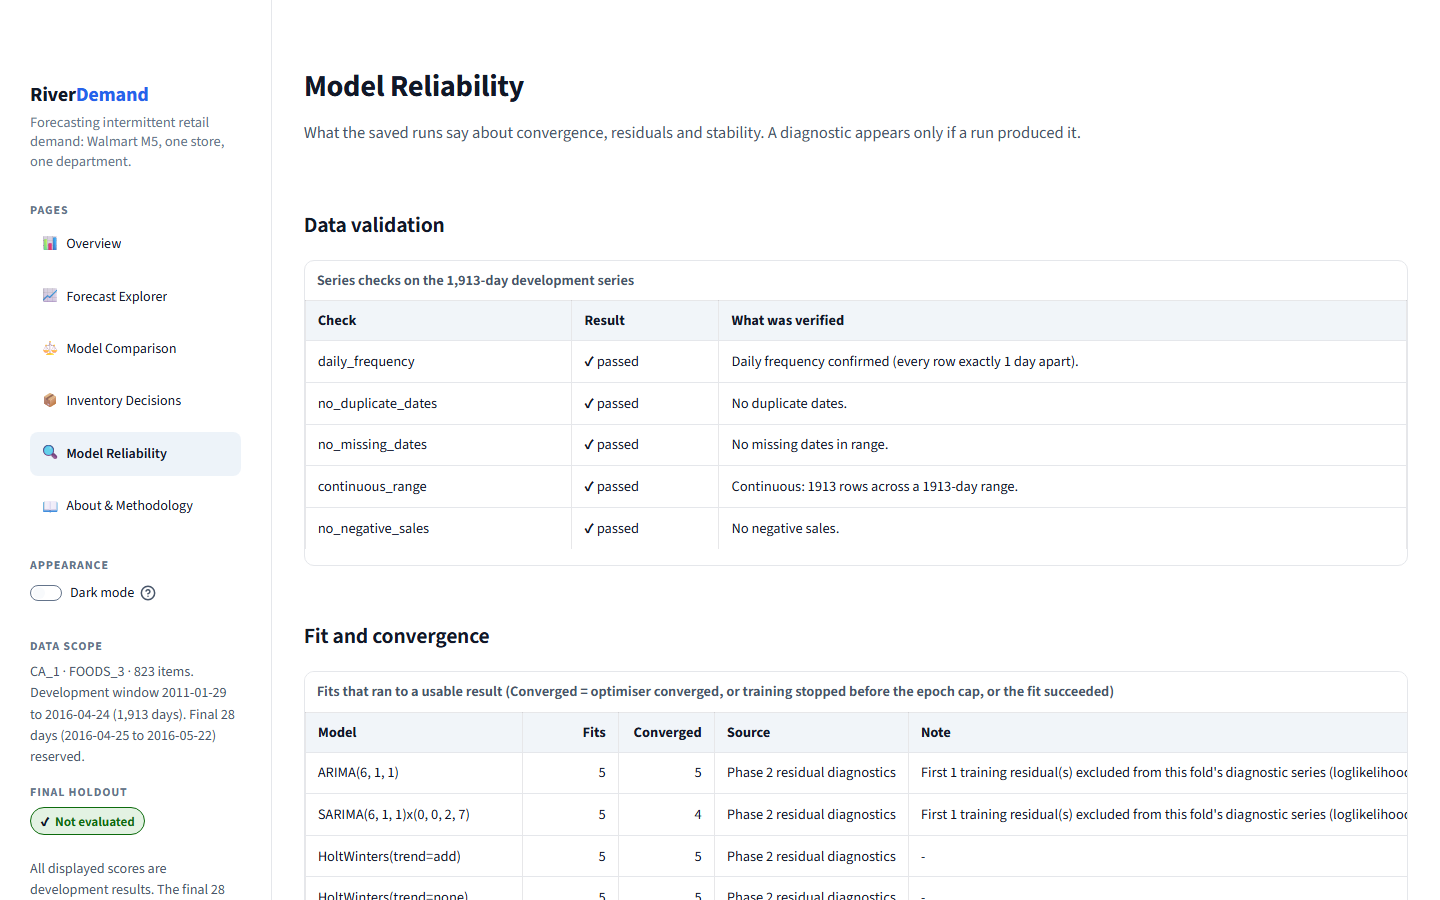 RiverDemand
Forecasting intermittent retail
demand: Walmart M5, one store,
one department.
PAGES
Overview
Forecast Explorer
Model Comparison
Inventory Decisions
Model Reliability
About & Methodology
APPEARANCE
Dark mode ?
DATA SCOPE
CA_1 · FOODS_3 · 823 items.
Development window 2011-01-29
to 2016-04-24 (1,913 days). Final 28
days (2016-04-25 to 2016-05-22)
reserved.
FINAL HOLDOUT
✓ Not evaluated
All displayed scores are
development results. The final 28
Model Reliability
What the saved runs say about convergence, residuals and stability. A diagnostic appears only if a run produced it.
Data validation
Series checks on the 1,913-day development series
Check Result What was verified
daily_frequency ✓ passed Daily frequency confirmed (every row exactly 1 day apart).
no_duplicate_dates ✓ passed No duplicate dates.
no_missing_dates ✓ passed No missing dates in range.
continuous_range ✓ passed Continuous: 1913 rows across a 1913-day range.
no_negative_sales ✓ passed No negative sales.
Fit and convergence
Fits that ran to a usable result (Converged = optimiser converged, or training stopped before the epoch cap, or the fit succeeded)
Model Fits Converged Source Note
ARIMA(6, 1, 1) 5 5 Phase 2 residual diagnostics First 1 training residual(s) excluded from this fold's diagnostic series (loglikelihood
SARIMA(6, 1, 1)x(0, 0, 2, 7) 5 4 Phase 2 residual diagnostics First 1 training residual(s) excluded from this fold's diagnostic series (loglikelihood
HoltWinters(trend=add) 5 5 Phase 2 residual diagnostics -
HoltWinters(trend=none) 5 5 Phase 2 residual diagnostics -